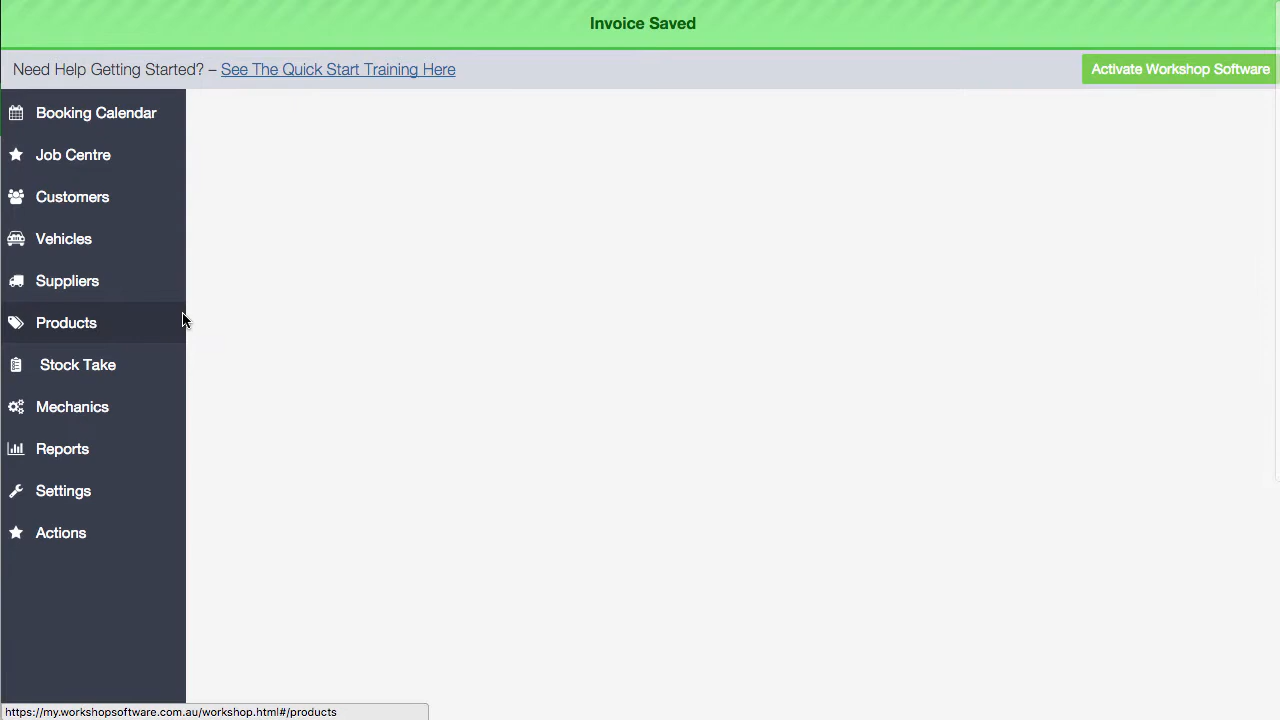 Invoice Saved
Need Help Getting Started? – See The Quick Start Training Here
Activate Workshop Software
Booking Calendar
Job Centre
Customers
Vehicles
Suppliers
Products
Stock Take
Mechanics
Reports
Settings
Actions
https://my.workshopsoftware.com.au/workshop.html#/products